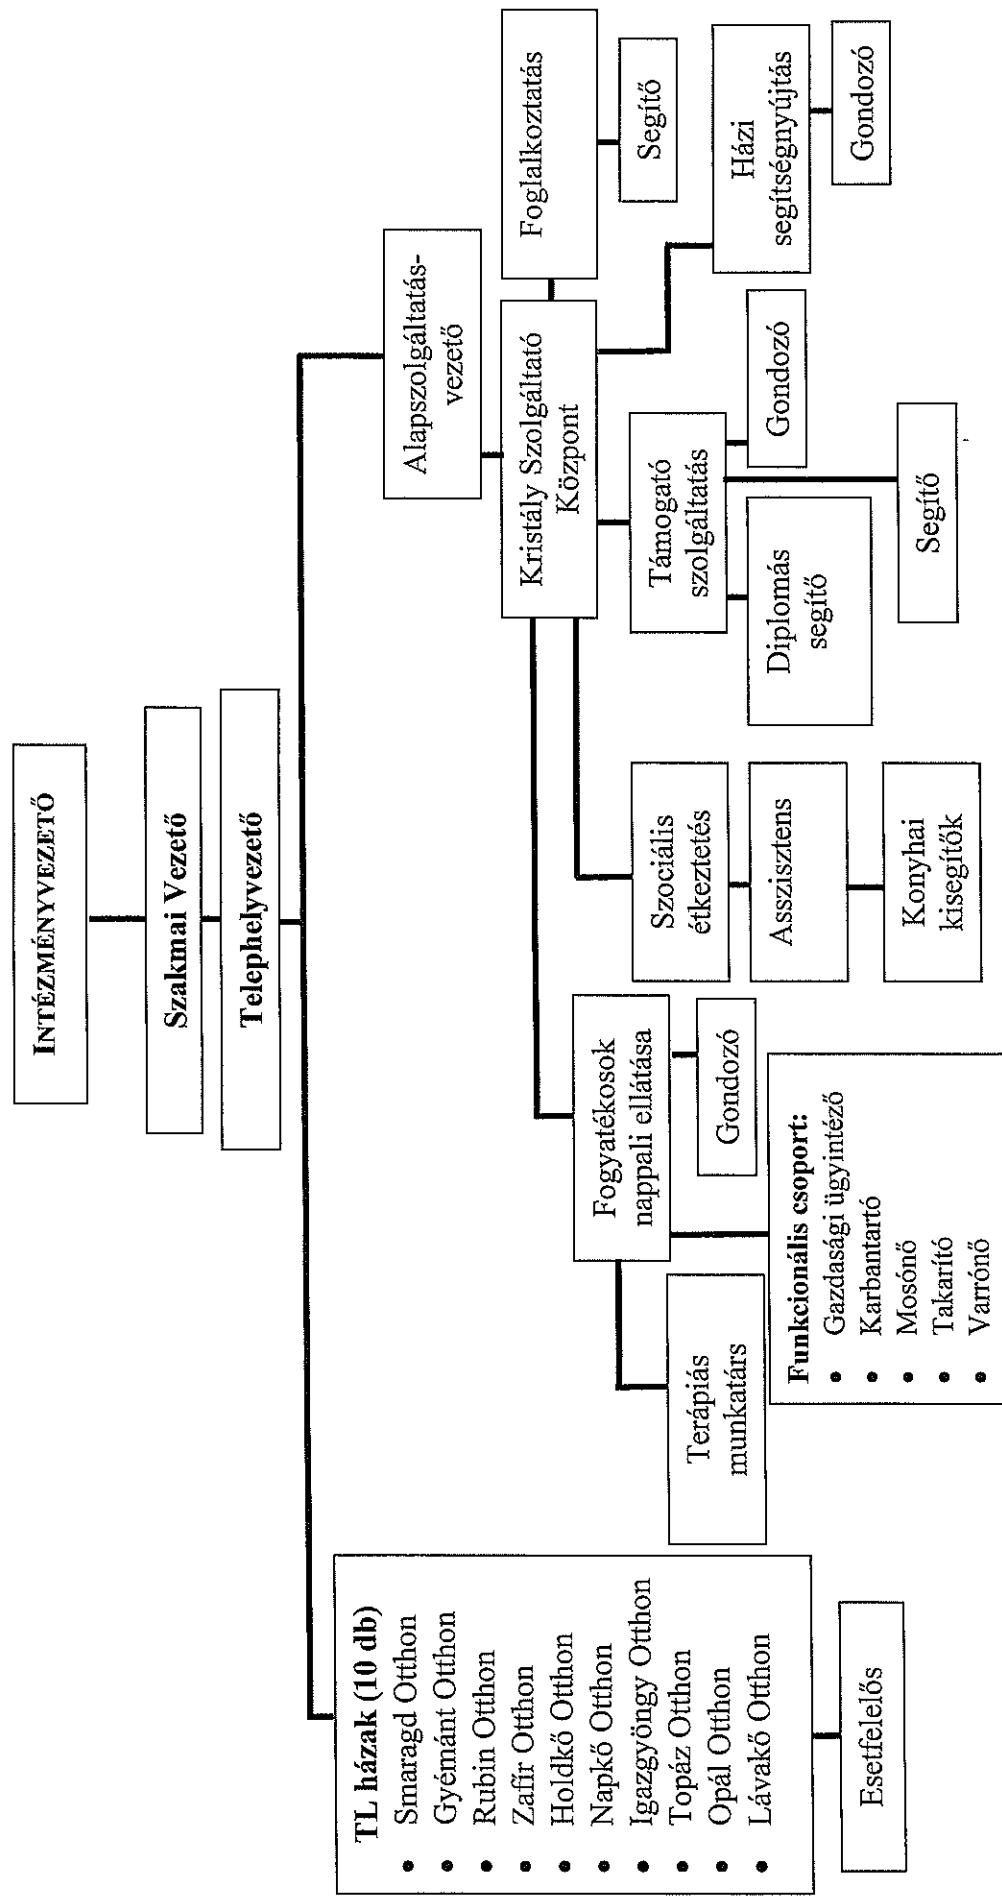 INTÉZMÉNYVEZETŐ
Szakmai Vezető
Telephelyvezető
TL házak (10 db)
• Smaragd Otthon
• Gyémánt Otthon
• Rubin Otthon
• Zafír Otthon
• Holdkő Otthon
• Napkő Otthon
• Igazgyöngy Otthon
• Topáz Otthon
• Opál Otthon
• Lávakő Otthon
Esetfelelős
Alapszolgáltatás-
vezető
Kristály Szolgáltató
Központ
Foglalkoztatás
Segítő
Fogyatékosok
nappali ellátása
Terápiás
munkatárs
Gondozó
Funkcionális csoport:
• Gazdasági ügyintéző
• Karbantartó
• Mosónő
• Takarító
• Varrónő
Szociális
étkeztetés
Asszisztens
Konyhai
kisegítők
Támogató
szolgáltatás
Diplomás
segítő
Gondozó
Segítő
Házi
segítségnyújtás
Gondozó